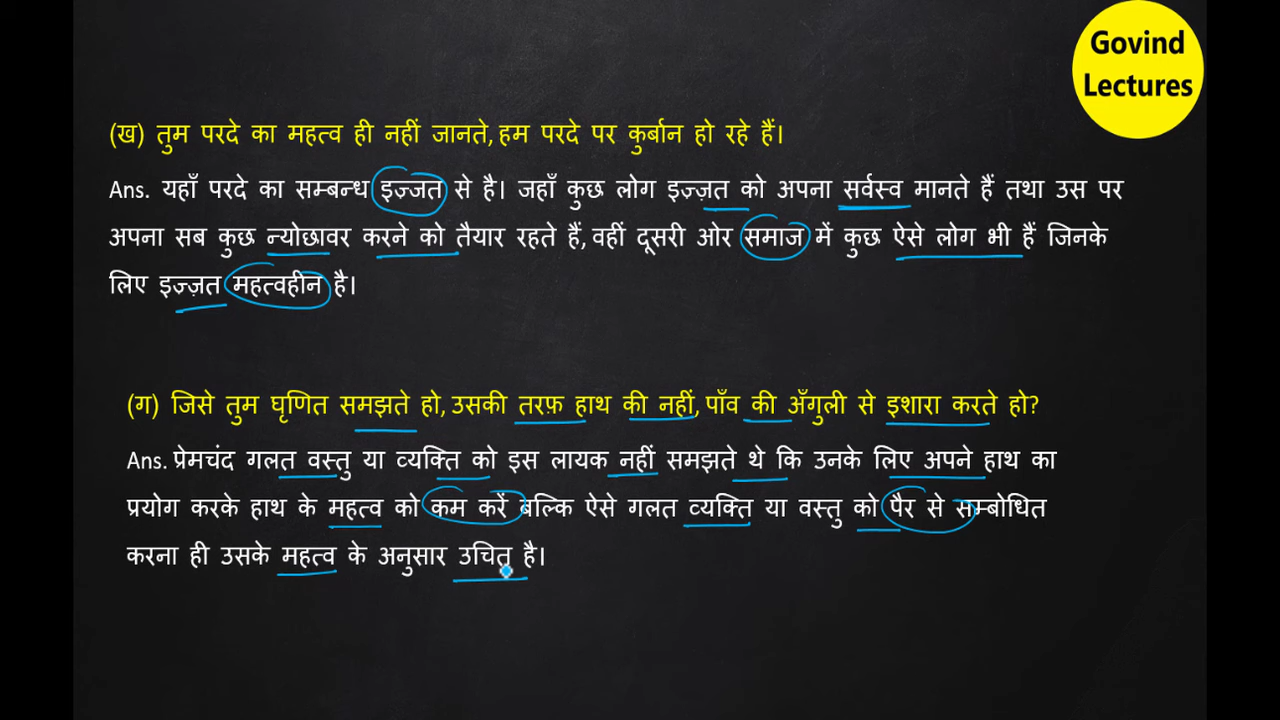 Govind
Lectures
(ख) तुम परदे का महत्व ही नहीं जानते, हम परदे पर कुर्बान हो रहे हैं।
Ans. यहाँ परदे का सम्बन्ध इज्जत से है। जहाँ कुछ लोग इज्ज़त को अपना सर्वस्व मानते हैं तथा उस पर
अपना सब कुछ न्योछावर करने को तैयार रहते हैं, वहीं दूसरी ओर समाज में कुछ ऐसे लोग भी हैं जिनके
लिए इज्ज़त महत्वहीन है।
(ग) जिसे तुम घृणित समझते हो, उसकी तरफ़ हाथ की नहीं, पाँव की अँगुली से इशारा करते हो?
Ans. प्रेमचंद गलत वस्तु या व्यक्ति को इस लायक नहीं समझते थे कि उनके लिए अपने हाथ का
प्रयोग करके हाथ के महत्व को कम करें बल्कि ऐसे गलत व्यक्ति या वस्तु को पैर से सम्बोधित
करना ही उसके महत्व के अनुसार उचित है।